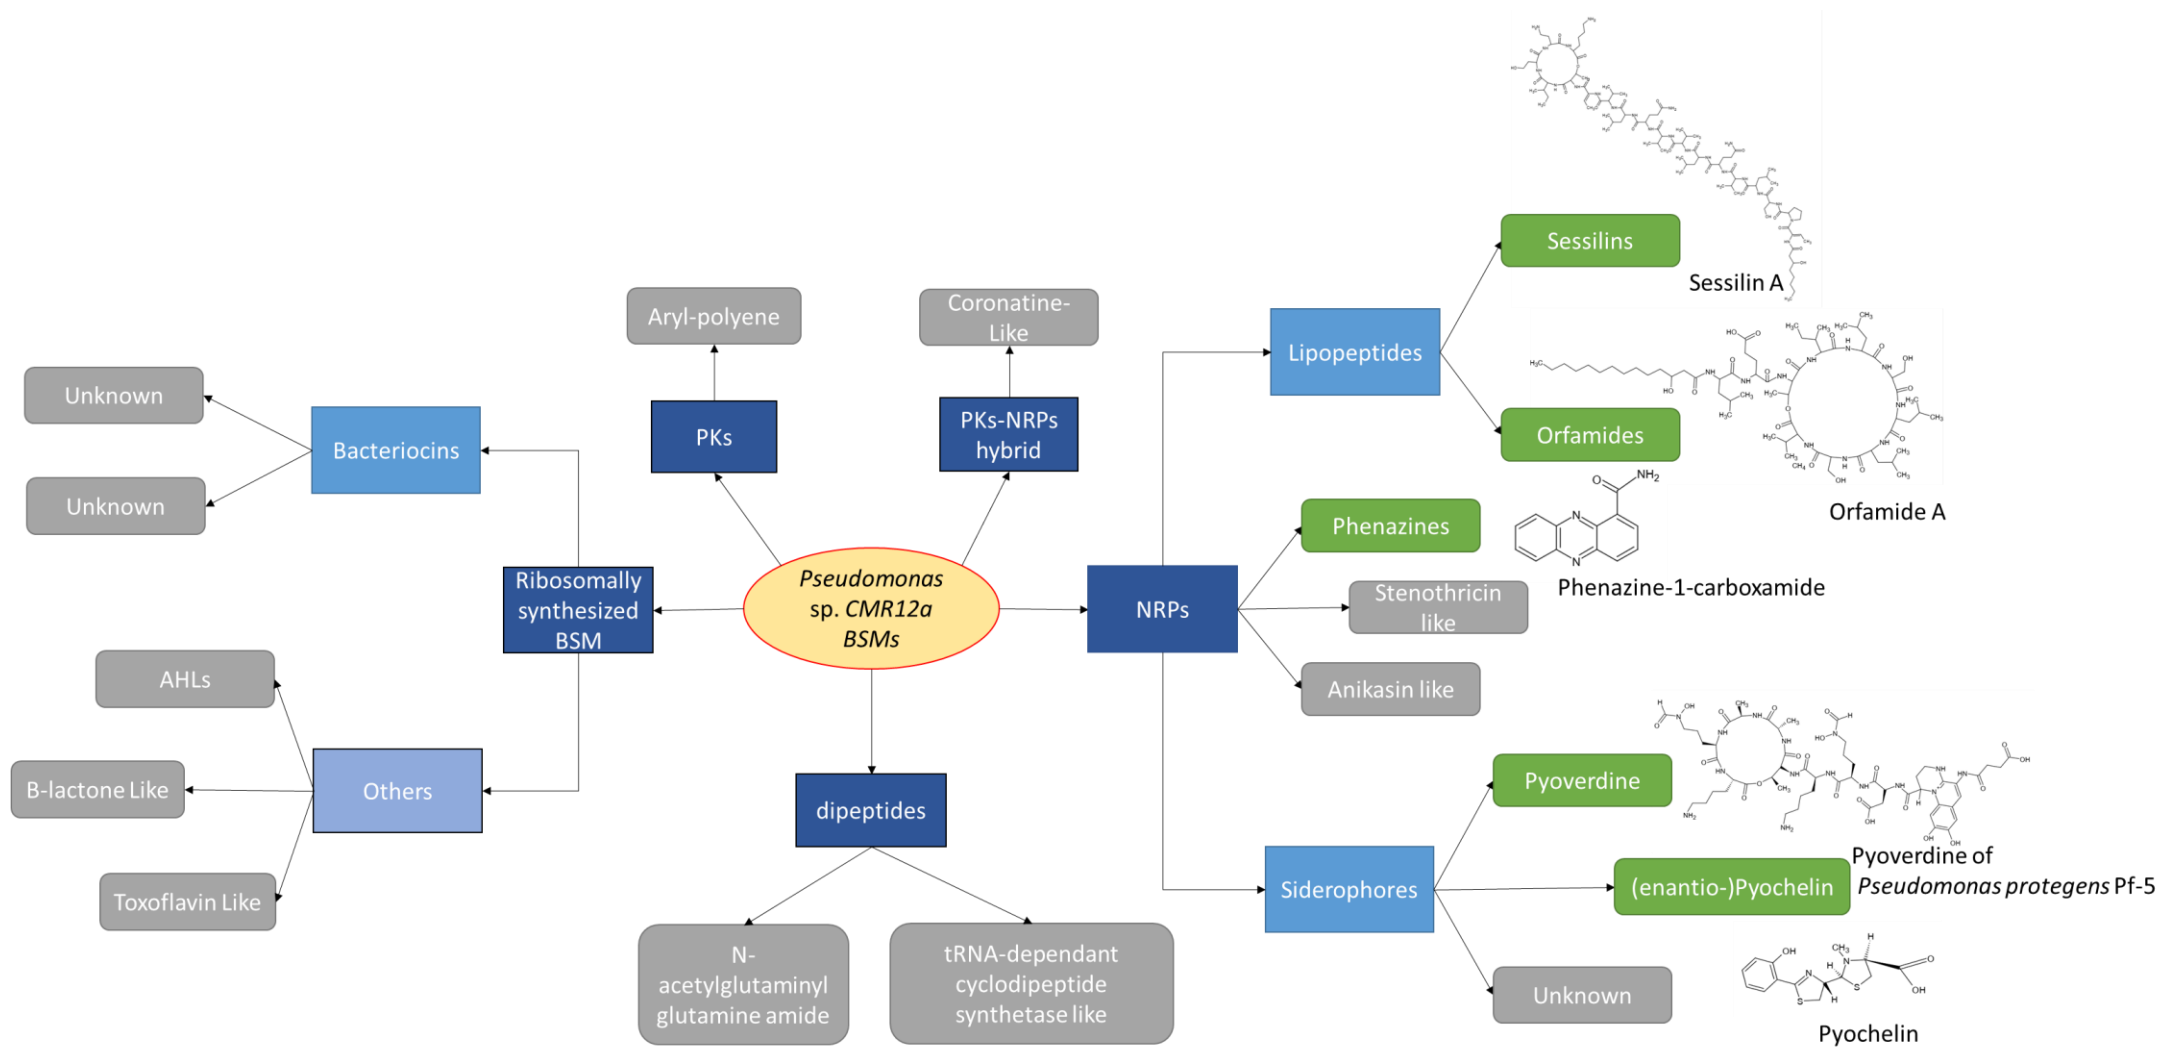 Sessilins
Sessilin A
Aryl-polyene
Coronatine-
Like
Lipopeptides
Unknown
Bacteriocins
PKs
PKs-NRPs
hybrid
Orfamides
Orfamide A
Unknown
Phenazines
Phenazine-1-carboxamide
Ribosomally
synthesized
BSM
Pseudomonas
sp. CMR12a
BSMs
NRPs
Stenothricin
like
Anikasin like
AHLs
B-lactone Like
Others
Toxoflavin Like
dipeptides
N-
acetylglutaminyl
glutamine amide
tRNA-dependant
cyclodipeptide
synthetase like
Pyoverdine
Pyoverdine of
Pseudomonas protegens Pf-5
Siderophores
(enantio-)Pyochelin
Unknown
Pyochelin